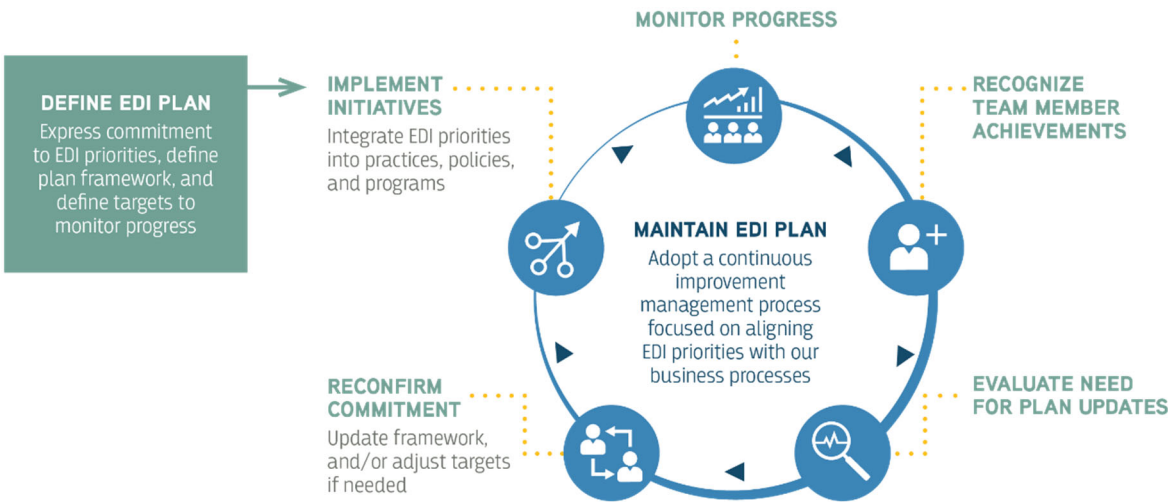 MONITOR PROGRESS
DEFINE EDI PLAN
Express commitment
to EDI priorities, define
plan framework, and
define targets to
monitor progress
IMPLEMENT
INITIATIVES
Integrate EDI priorities
into practices, policies,
and programs
RECOGNIZE
TEAM MEMBER
ACHIEVEMENTS
MAINTAIN EDI PLAN
Adopt a continuous
improvement
management process
focused on aligning
EDI priorities with our
business processes
EVALUATE NEED
FOR PLAN UPDATES
RECONFIRM
COMMITMENT
Update framework,
and/or adjust targets
if needed